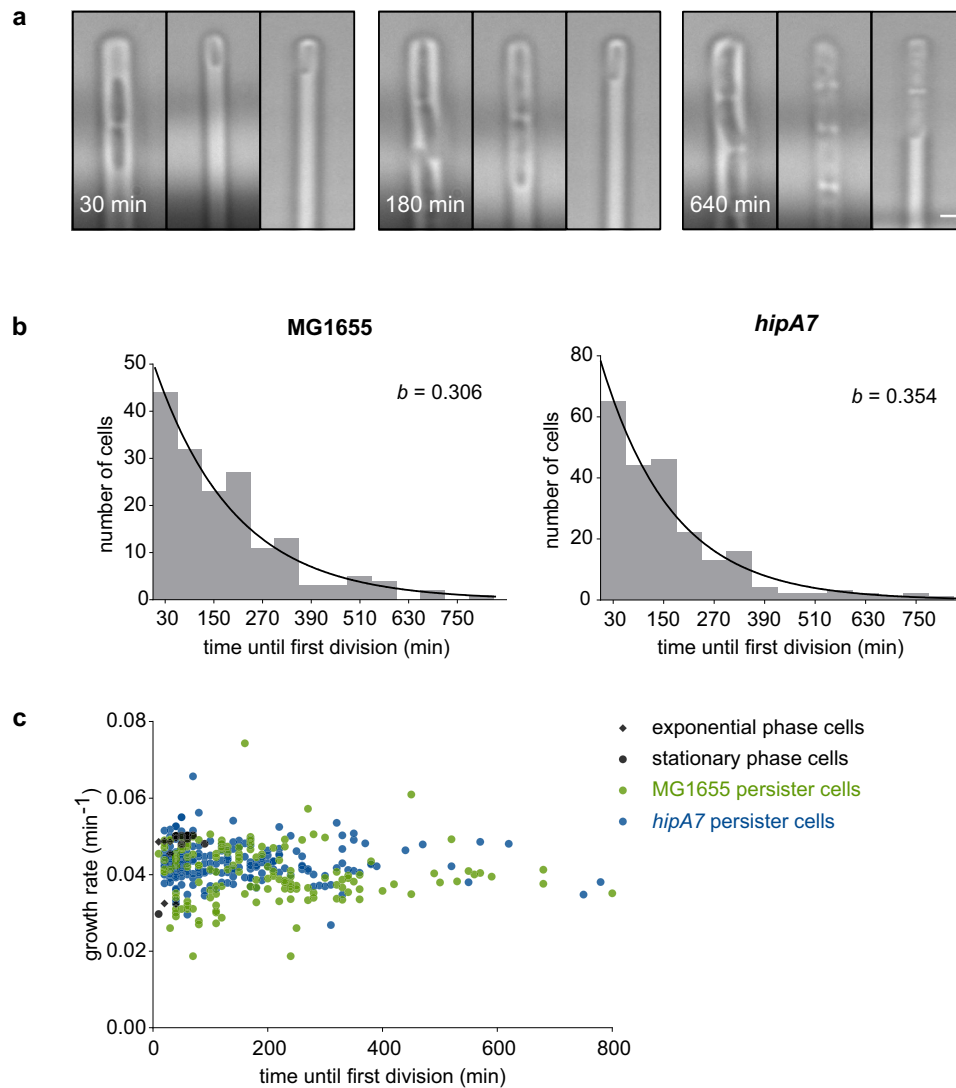 a
30 min
180 min
640 min
b
MG1655
hipA7
50
40
30
20
10
0
number of cells
b = 0.306
30 150 270 390 510 630 750
time until first division (min)
80
60
40
20
0
number of cells
b = 0.354
30 150 270 390 510 630 750
time until first division (min)
c
0.08
0.06
0.04
0.02
0.00
growth rate (min-1)
0 200 400 600 800
time until first division (min)
exponential phase cells
stationary phase cells
MG1655 persister cells
hipA7 persister cells